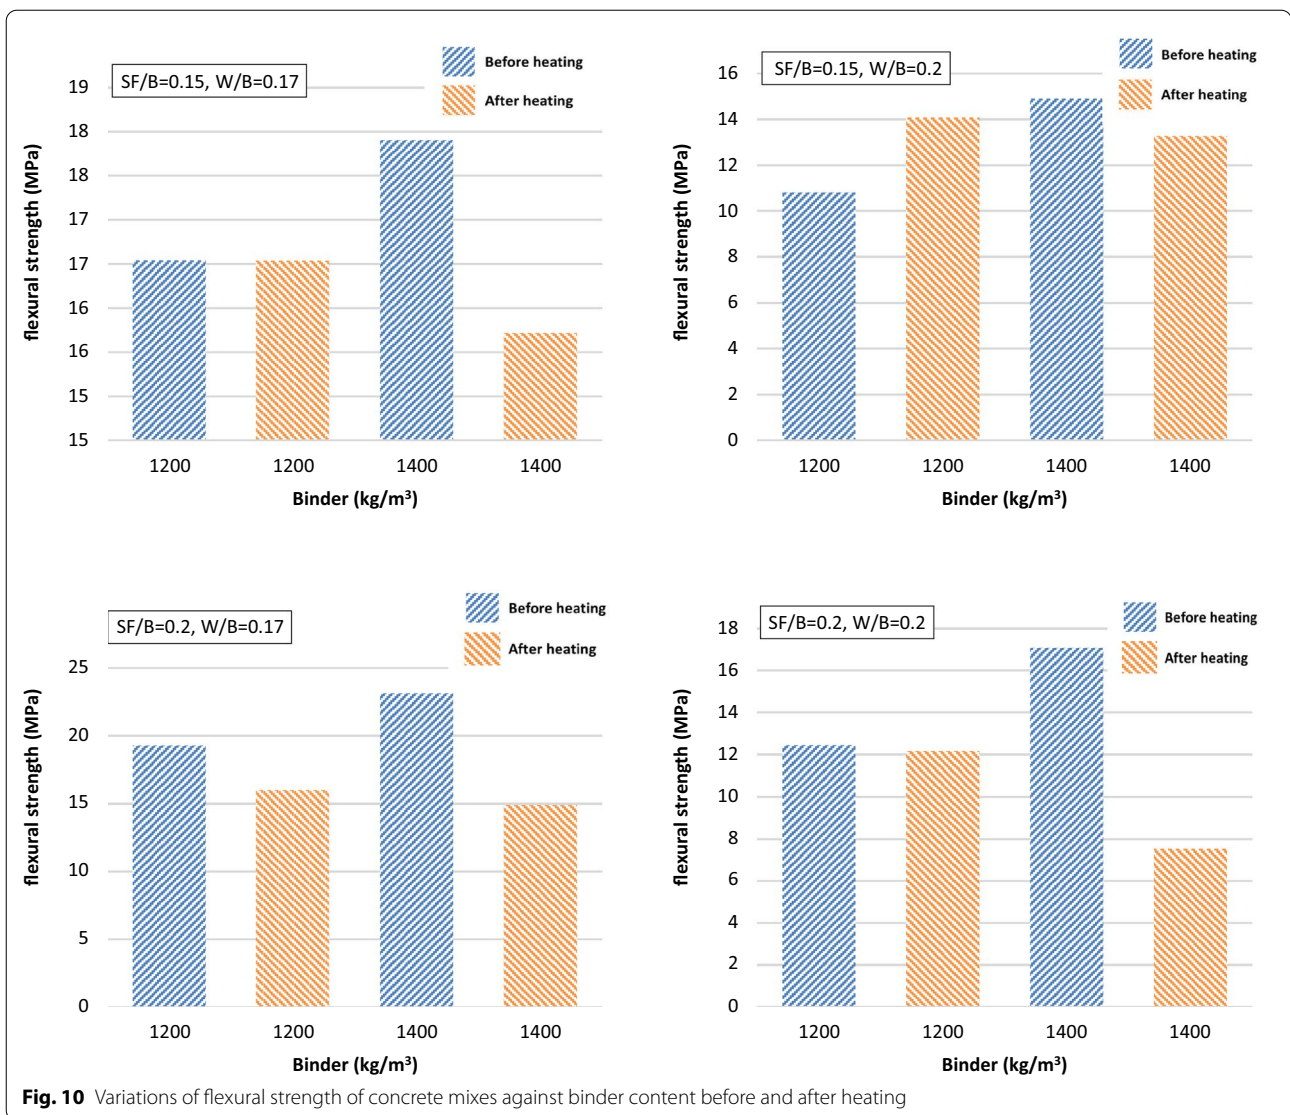 SF/B=0.15, W/B=0.17
Before heating
After heating
flexural strength (MPa)
19
18
18
17
17
16
16
15
15
1200 1200 1400 1400
Binder (kg/m³)
SF/B=0.15, W/B=0.2
Before heating
After heating
flexural strength (MPa)
16
14
12
10
8
6
4
2
0
1200 1200 1400 1400
Binder (kg/m³)
SF/B=0.2, W/B=0.17
Before heating
After heating
flexural strength (MPa)
25
20
15
10
5
0
1200 1200 1400 1400
Binder (kg/m³)
SF/B=0.2, W/B=0.2
Before heating
After heating
flexural strength (MPa)
18
16
14
12
10
8
6
4
2
0
1200 1200 1400 1400
Binder (kg/m³)
Fig. 10 Variations of flexural strength of concrete mixes against binder content before and after heating